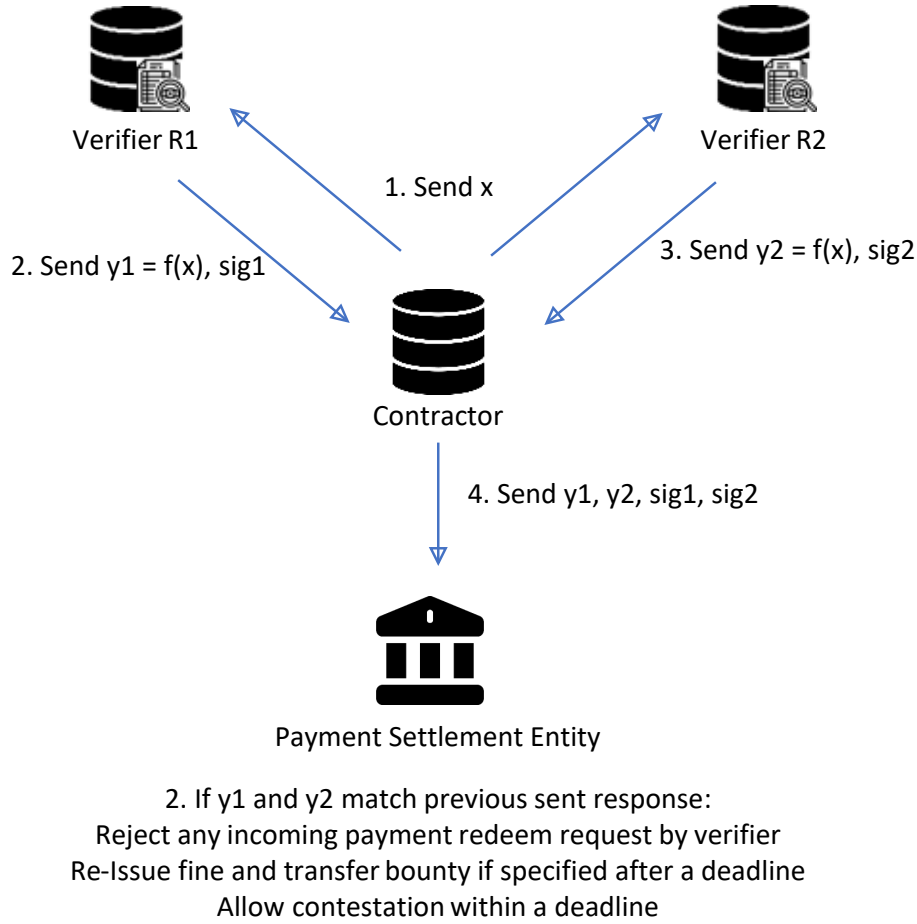 Verifier R1
Verifier R2
1. Send x
2. Send y1 = f(x), sig1
3. Send y2 = f(x), sig2
Contractor
4. Send y1, y2, sig1, sig2
Payment Settlement Entity
2. If y1 and y2 match previous sent response:
Reject any incoming payment redeem request by verifier
Re-Issue fine and transfer bounty if specified after a deadline
Allow contestation within a deadline